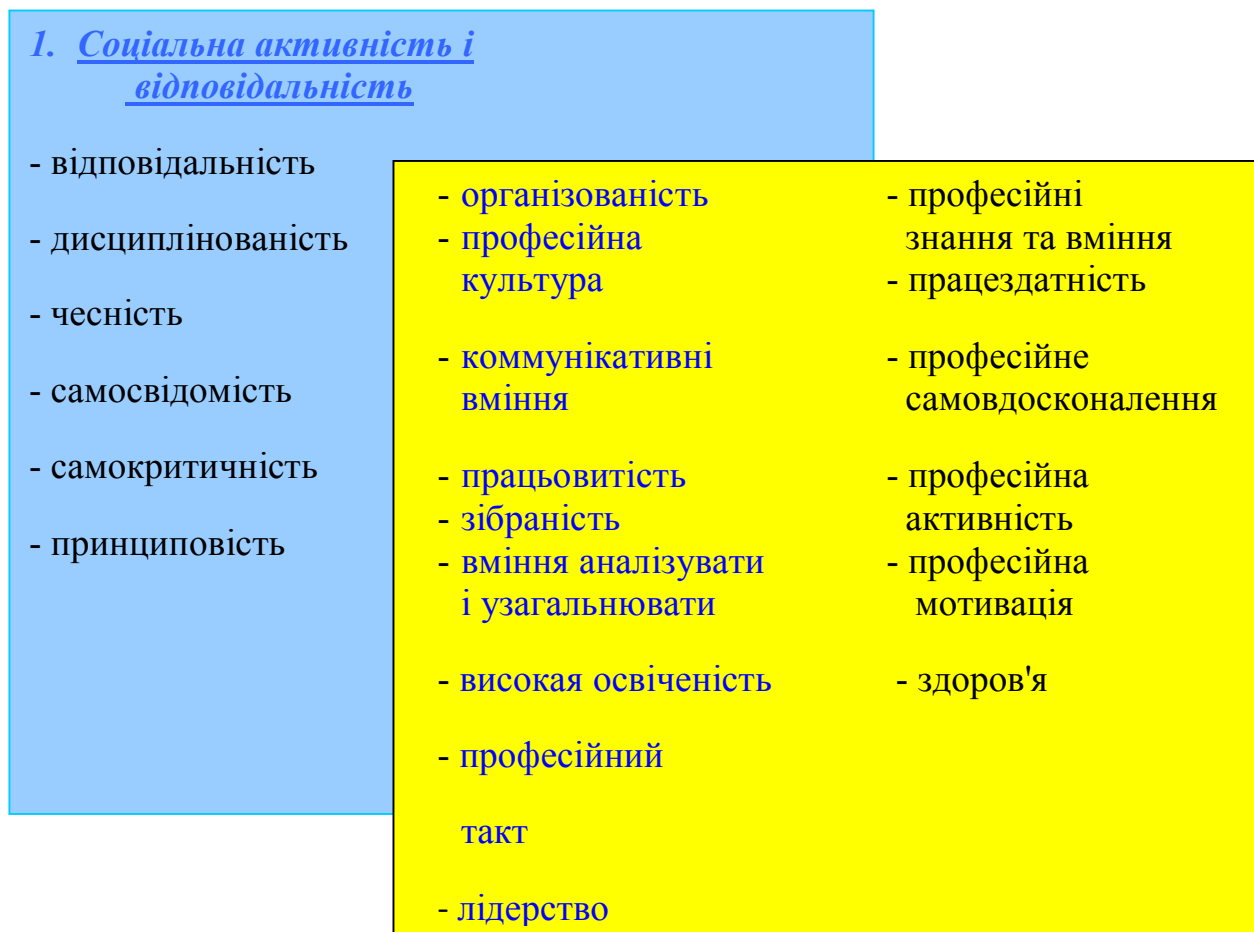 1. Соціальна активність і
відповідальність
- відповідальність
- дисциплінованість
- чесність
- самосвідомість
- самокритичність
- принциповість
- організованість
- професійна
культура
- коммунікативні
вміння
- працьовитість
- зібраність
- вміння аналізувати
і узагальнювати
- високая освіченість
- професійний
такт
- лідерство
- професійні
знання та вміння
- працездатність
- професійне
самовдосконалення
- професійна
активність
- професійна
мотивація
- здоров'я